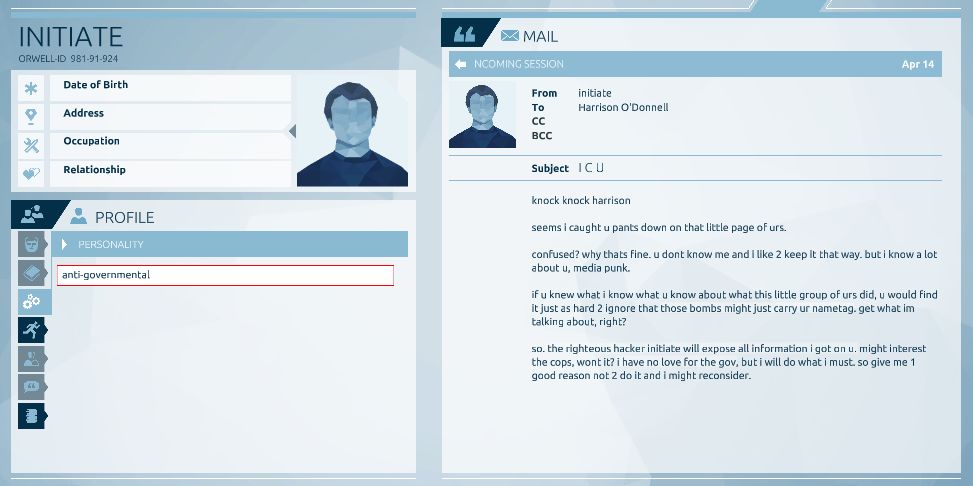 INITIATE
ORWELL-ID 981-91-924
Date of Birth
Address
Occupation
Relationship
PROFILE
PERSONALITY
anti-governmental
MAIL
NCOMING SESSION
Apr 14
From initiate
To Harrison O'Donnell
CC
BCC
Subject I C U
knock knock harrison
seems i caught u pants down on that little page of urs.
confused? why thats fine. u dont know me and i like 2 keep it that way. but i know a lot
about u, media punk.
if u knew what i know what u know about what this little group of urs did, u would find
it just as hard 2 ignore that those bombs might just carry ur nametag. get what im
talking about, right?
so. the righteous hacker initiate will expose all information i got on u. might interest
the cops, wont it? i have no love for the gov, but i will do what i must. so give me 1
good reason not 2 do it and i might reconsider.